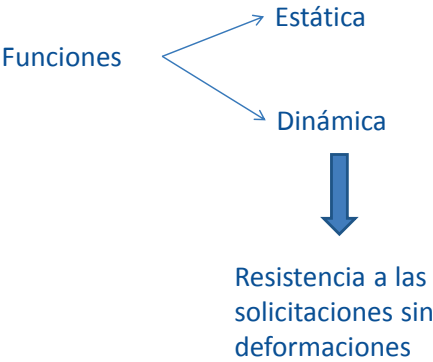 Estática
Funciones
Dinámica
Resistencia a las
solicitaciones sin
deformaciones